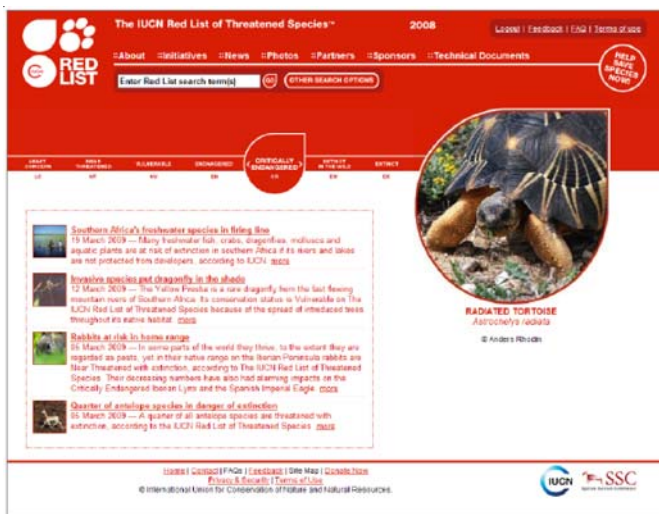 The IUCN Red List of Threatened Species™ 2008 Logout | Feedback | FAQ | Terms of use
RED
LIST
About Initiatives News Photos Partners Sponsors Technical Documents
HELP
SAVE
SPECIES
NOW!
Enter Red List search term(s) GO OTHER SEARCH OPTIONS
LEAST CONCERN NEAR THREATENED VULNERABLE ENDANGERED CRITICALLY ENDANGERED EXTINCT IN THE WILD EXTINCT
LC NT VU EN CR EW EX
Southern Africa's freshwater species in firing line
19 March 2009 — Many freshwater fish, crabs, dragonflies, molluscs and
aquatic plants are at risk of extinction in southern Africa if its rivers and lakes
are not protected from developers, according to IUCN. more
Invasive species put dragonfly in the shade
12 March 2009 — The Yellow Presba is a rare dragonfly from the fast flowing
mountain rivers of Southern Africa. Its conservation status is Vulnerable on The
IUCN Red List of Threatened Species because of the spread of introduced trees
throughout its native habitat. more
Rabbits at risk in home range
05 March 2009 — In some parts of the world they thrive, to the extent they are
regarded as pests, yet in their native range on the Iberian Peninsula rabbits are
Near Threatened with extinction, according to The IUCN Red List of Threatened
Species. Their decreasing numbers have also had alarming impacts on the
Critically Endangered Iberian Lynx and the Spanish Imperial Eagle. more
Quarter of antelope species in danger of extinction
05 March 2009 — A quarter of all antelope species are threatened with
extinction, according to the IUCN Red List of Threatened Species. more
RADIATED TORTOISE
Astrochelys radiata
© Anders Rhodin
Home | Contact | FAQs | Feedback | Site Map | Donate Now
Privacy & Security | Terms of Use
© International Union for Conservation of Nature and Natural Resources.
IUCN SSC